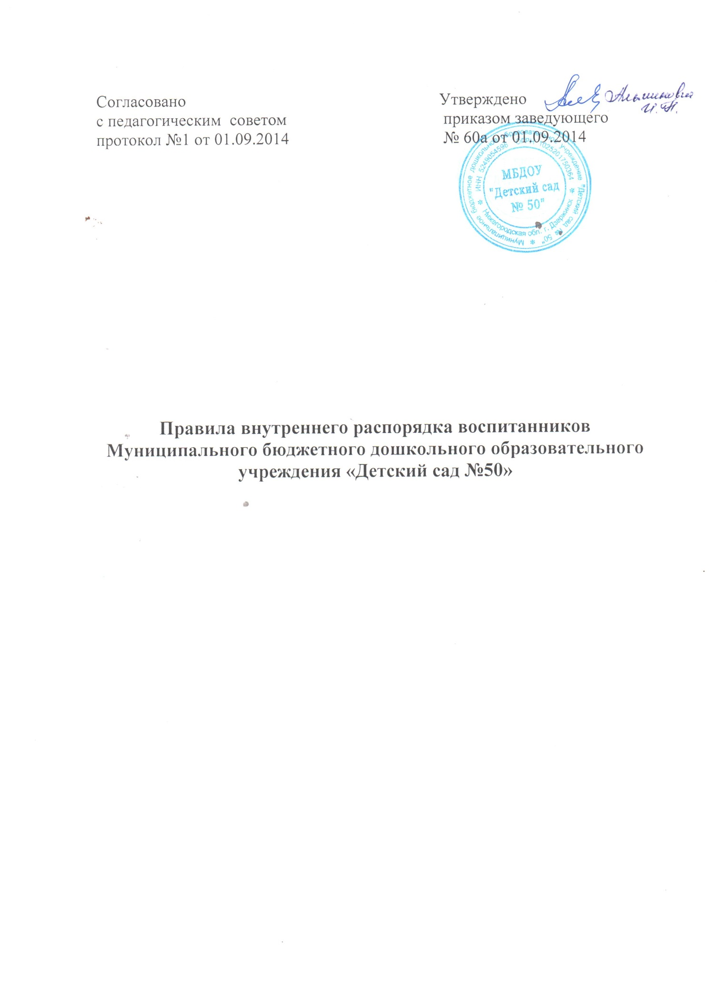 Согласовано
с педагогическим советом
протокол №1 от 01.09.2014
Утверждено
приказом заведующего
№ 60а от 01.09.2014
Муниципальное бюджетное дошкольное образовательное учреждение "Детский сад № 50" *
* ИНН 5249054596 ОГРН 1025201750364 *
Нижегородская обл. г. Дзержинск
МБДОУ
"Детский сад
№ 50"
Правила внутреннего распорядка воспитанников
Муниципального бюджетного дошкольного образовательного
учреждения «Детский сад №50»